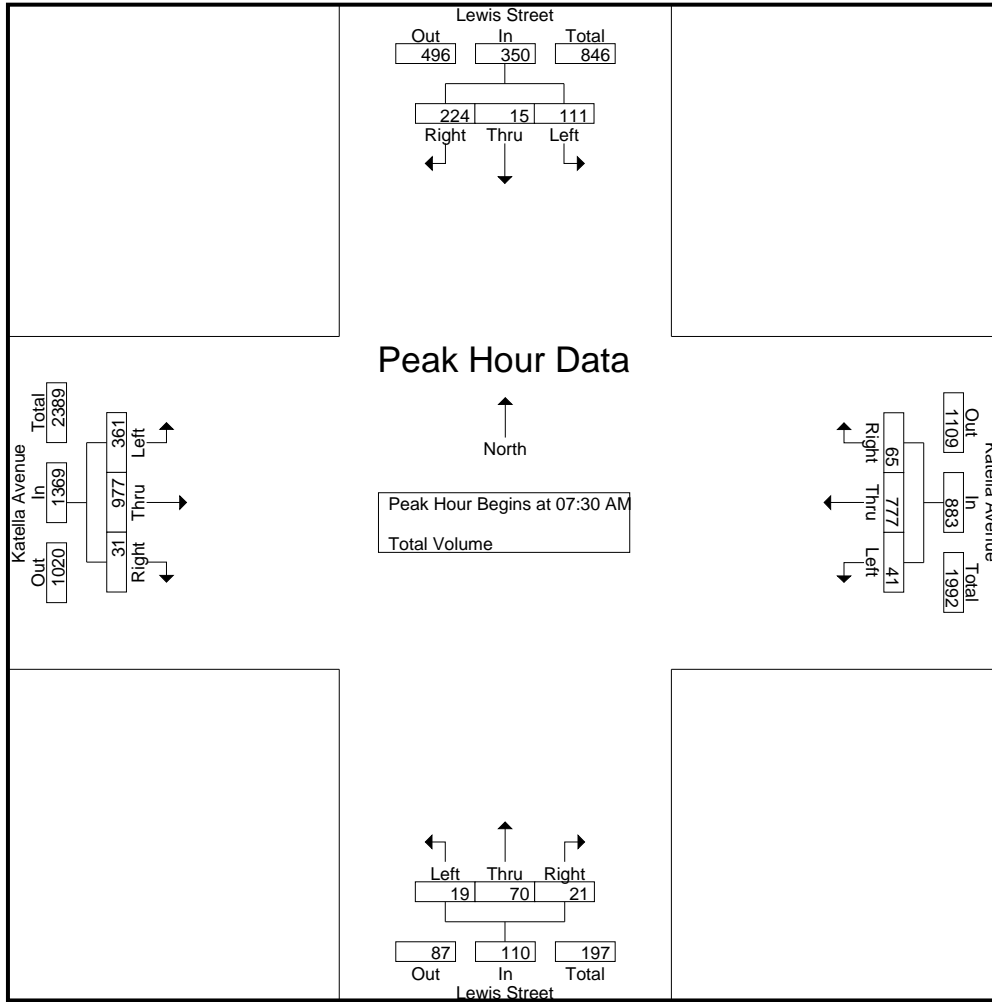 Lewis Street
Out In Total
496 350 846
224 15 111
Right Thru Left
Peak Hour Data
North
Peak Hour Begins at 07:30 AM
Total Volume
Katella Avenue
Out In Total
1020 1369 2389
31 977 361
Right Thru Left
Katella Avenue
Out In Total
1109 883 1992
65 777 41
Right Thru Left
Left Thru Right
19 70 21
87 110 197
Out In Total
Lewis Street